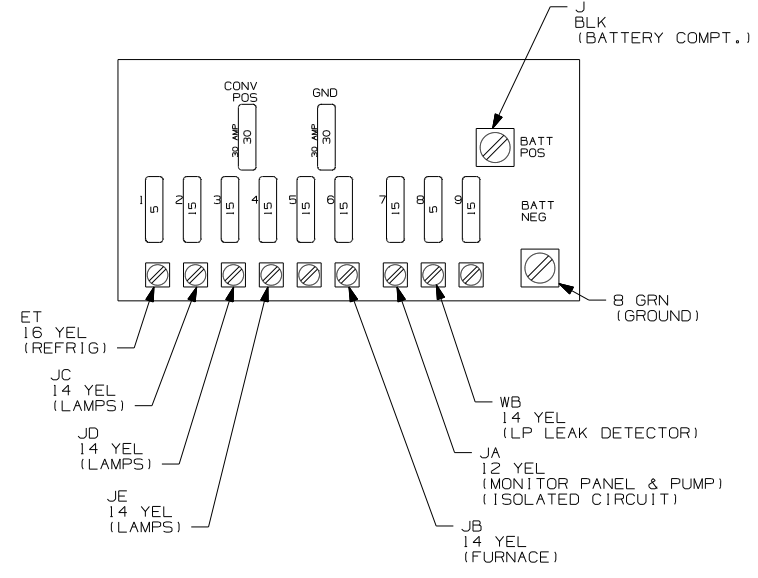 J
BLK
(BATTERY COMPT.)
CONV
POS
GND
30 AMP
30
30 AMP
30
BATT
POS
1
5
2
15
3
15
4
15
5
15
6
15
7
15
8
5
9
15
BATT
NEG
8 GRN
(GROUND)
ET
16 YEL
(REFRIG)
JC
14 YEL
(LAMPS)
JD
14 YEL
(LAMPS)
JE
14 YEL
(LAMPS)
WB
14 YEL
(LP LEAK DETECTOR)
JA
12 YEL
(MONITOR PANEL & PUMP)
(ISOLATED CIRCUIT)
JB
14 YEL
(FURNACE)